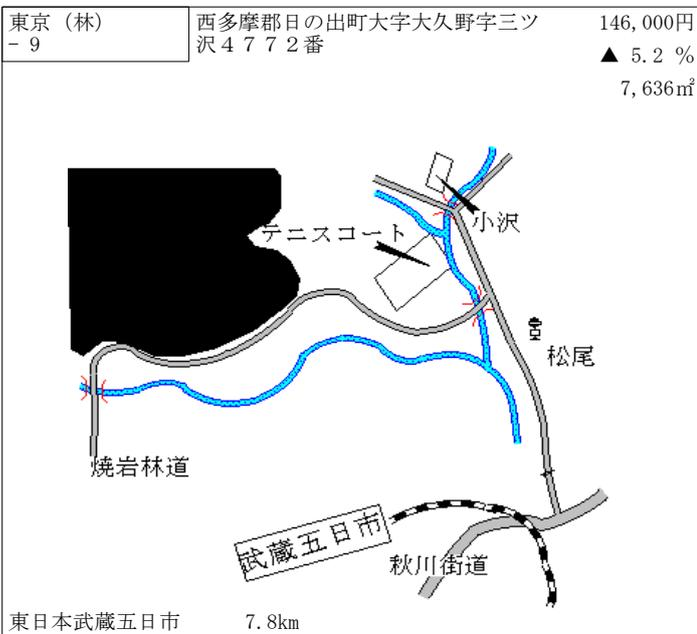 東京（林）
－９
西多摩郡日の出町大字大久野字三ツ
沢４７７２番
146,000円
▲ 5.2 %
7,636㎡
小沢
テニスコート
松尾
焼岩林道
武蔵五日市
秋川街道
東日本武蔵五日市 7.8km